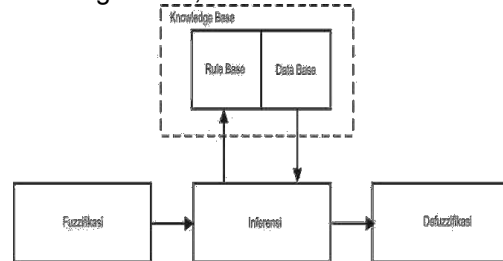 Knowledge Base
Rule Base
Data Base
Fuzzifikasi
Inferensi
Defuzzifikasi